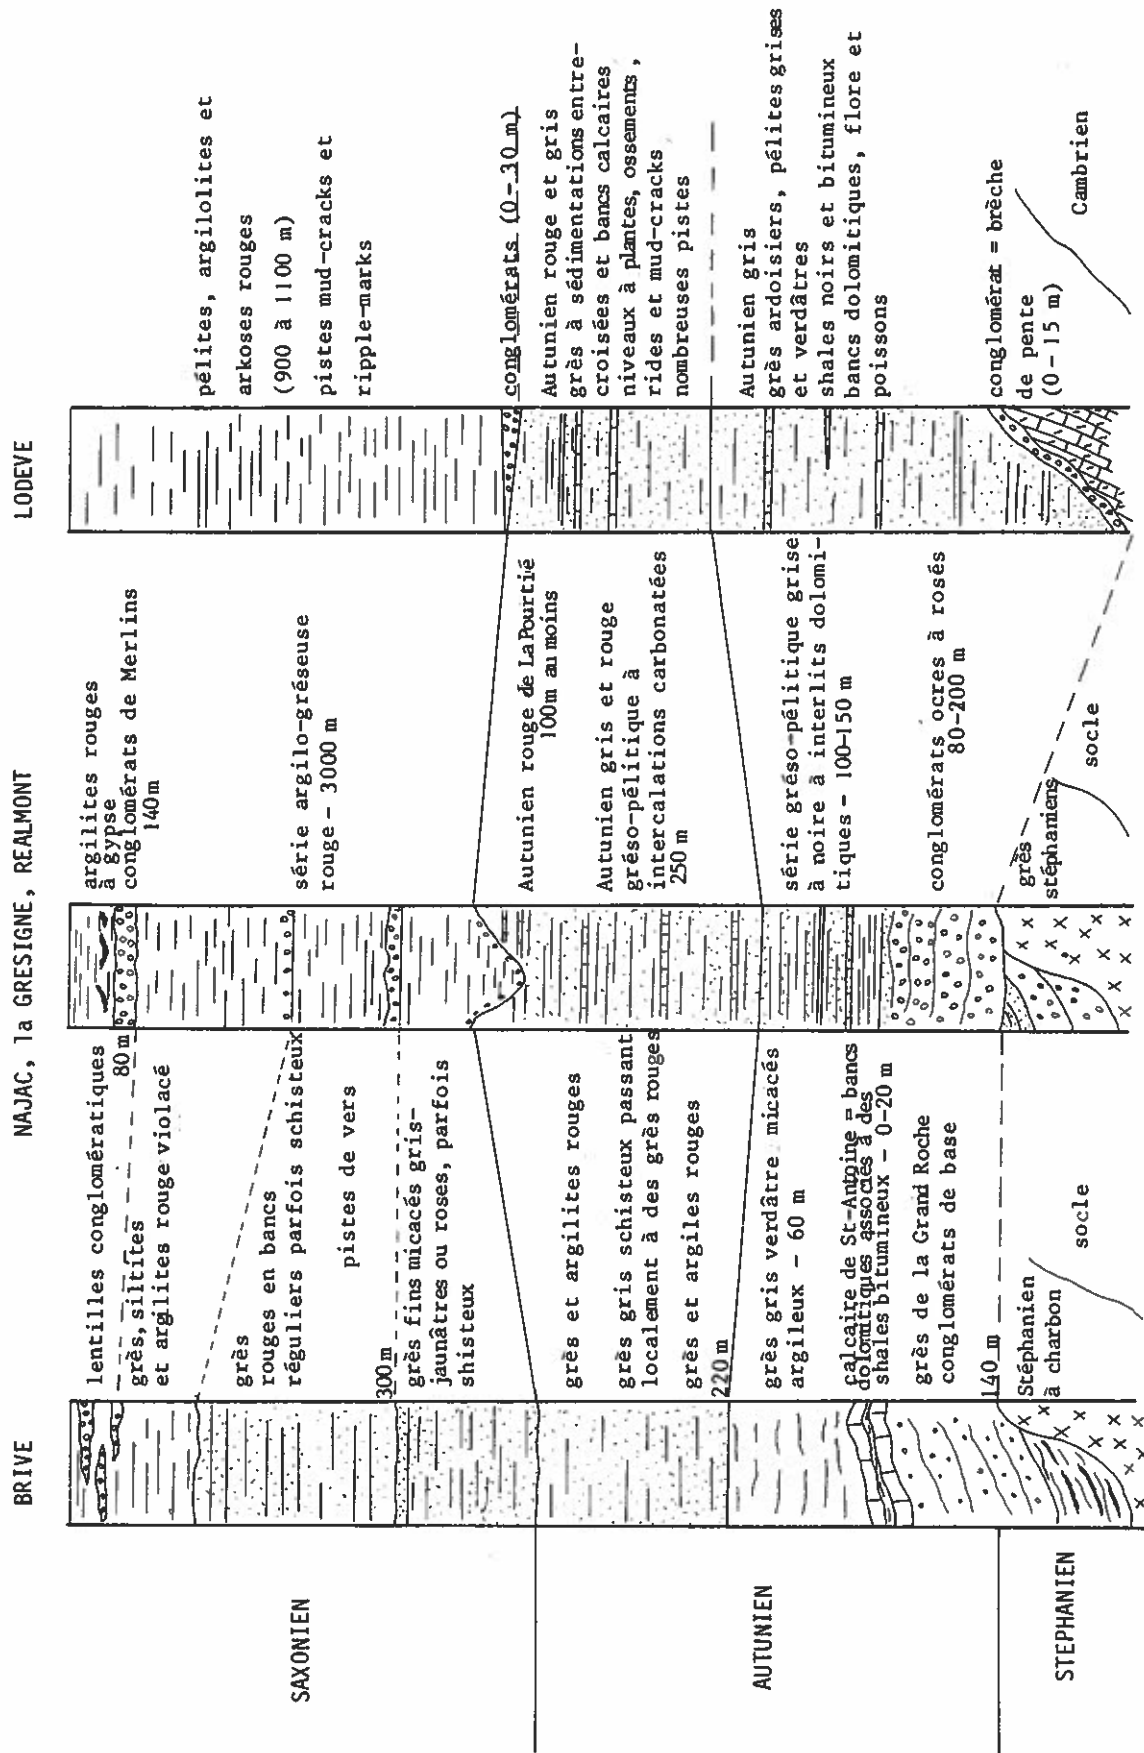 BRIVE
NAJAC, la GRESIGNE, REALMONT
LODEVE
SAXONIEN
AUTUNIEN
STEPHANIEN
lentilles conglomératiques
80 m
grès, siltites
et argilites rouge violacé
grès
rouges en bancs
réguliers parfois schisteux
pistes de vers
300 m
grès fins micacés gris-
jaunâtres ou roses, parfois
shisteux
grès et argilites rouges
grès gris schisteux passant
localement à des grès rouges
grès et argiles rouges
220 m
grès gris verdâtre micacés
argileux - 60 m
calcaire de St-Antoine = bancs
dolomitiques associés à des
shales bitumineux - 0-20 m
grès de la Grand Roche
conglomérats de base
140 m
Stéphanien
à charbon
socle
argilites rouges
à gypse
conglomérats de Merlins
140 m
série argilo-gréseuse
rouge - 3000 m
Autunien rouge de La Pourtié
100m au moins
Autunien gris et rouge
gréso-pélitique à
intercalations carbonatées
250 m
série gréso-pélitique grise
à noire à interlits dolomi-
tiques - 100-150 m
conglomérats ocres à rosés
80-200 m
grès
stéphaniens
socle
pélites, argilolites et
arkoses rouges
(900 à 1100 m)
pistes mud-cracks et
ripple-marks
conglomérats (0-30 m)
Autunien rouge et gris
grès à sédimentations entre-
croisées et bancs calcaires
niveaux à plantes, ossements,
rides et mud-cracks
nombreuses pistes
Autunien gris
grès ardoisiers, pélites grises
et verdâtres
shales noirs et bitumineux
bancs dolomitiques, flore et
poissons
conglomérat = brèche
de pente
(0-15 m)
Cambrien